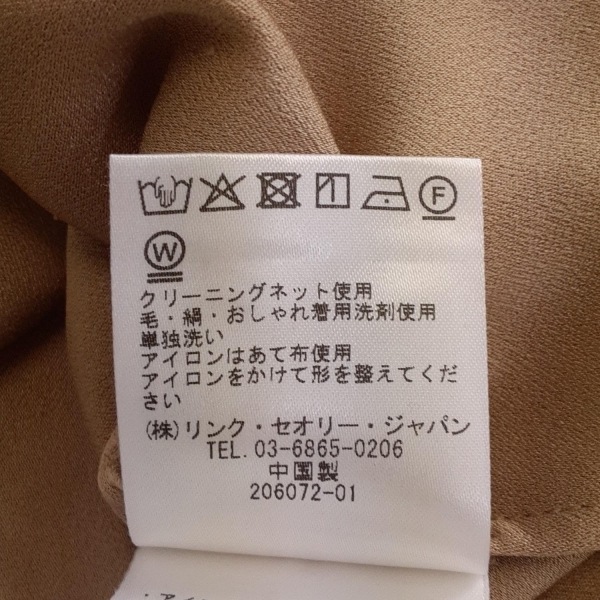 F
W
クリーニングネット使用
毛・絹・おしゃれ着用洗剤使用
単独洗い
アイロンはあて布使用
アイロンをかけて形を整えてくだ
さい
(株)リンク・セオリー・ジャパン
TEL.03-6865-0206
中国製
206072-01